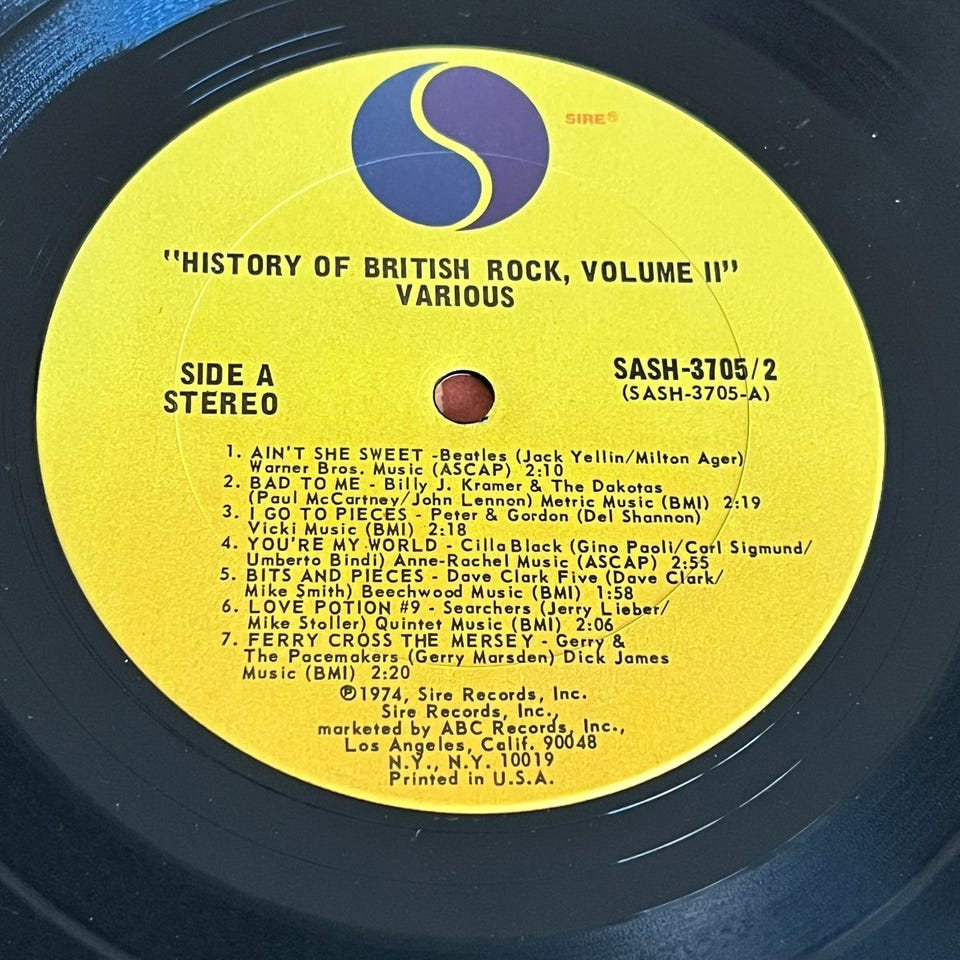 SIRE®
"HISTORY OF BRITISH ROCK, VOLUME II"
VARIOUS
SIDE A
STEREO
SASH-3705/2
(SASH-3705-A)
1. AIN'T SHE SWEET -Beatles (Jack Yellin/Milton Ager)
Warner Bros. Music (ASCAP) 2:10
2. BAD TO ME - Billy J. Kramer & The Dakotas
(Paul McCartney/John Lennon) Metric Music (BMI) 2:19
3. I GO TO PIECES - Peter & Gordon (Del Shannon)
Vicki Music (BMI) 2:18
4. YOU'RE MY WORLD - Cilla Black (Gino Paoli/Carl Sigmund/
Umberto Bindi) Anne-Rachel Music (ASCAP) 2:55
5. BITS AND PIECES - Dave Clark Five (Dave Clark/
Mike Smith) Beechwood Music (BMI) 1:58
6. LOVE POTION #9 - Searchers (Jerry Lieber/
Mike Stoller) Quintet Music (BMI) 2:06
7. FERRY CROSS THE MERSEY - Gerry &
The Pacemakers (Gerry Marsden) Dick James
Music (BMI) 2:20
℗1974, Sire Records, Inc.
Sire Records, Inc.,
marketed by ABC Records, Inc.,
Los Angeles, Calif. 90048
N.Y., N.Y. 10019
Printed in U.S.A.